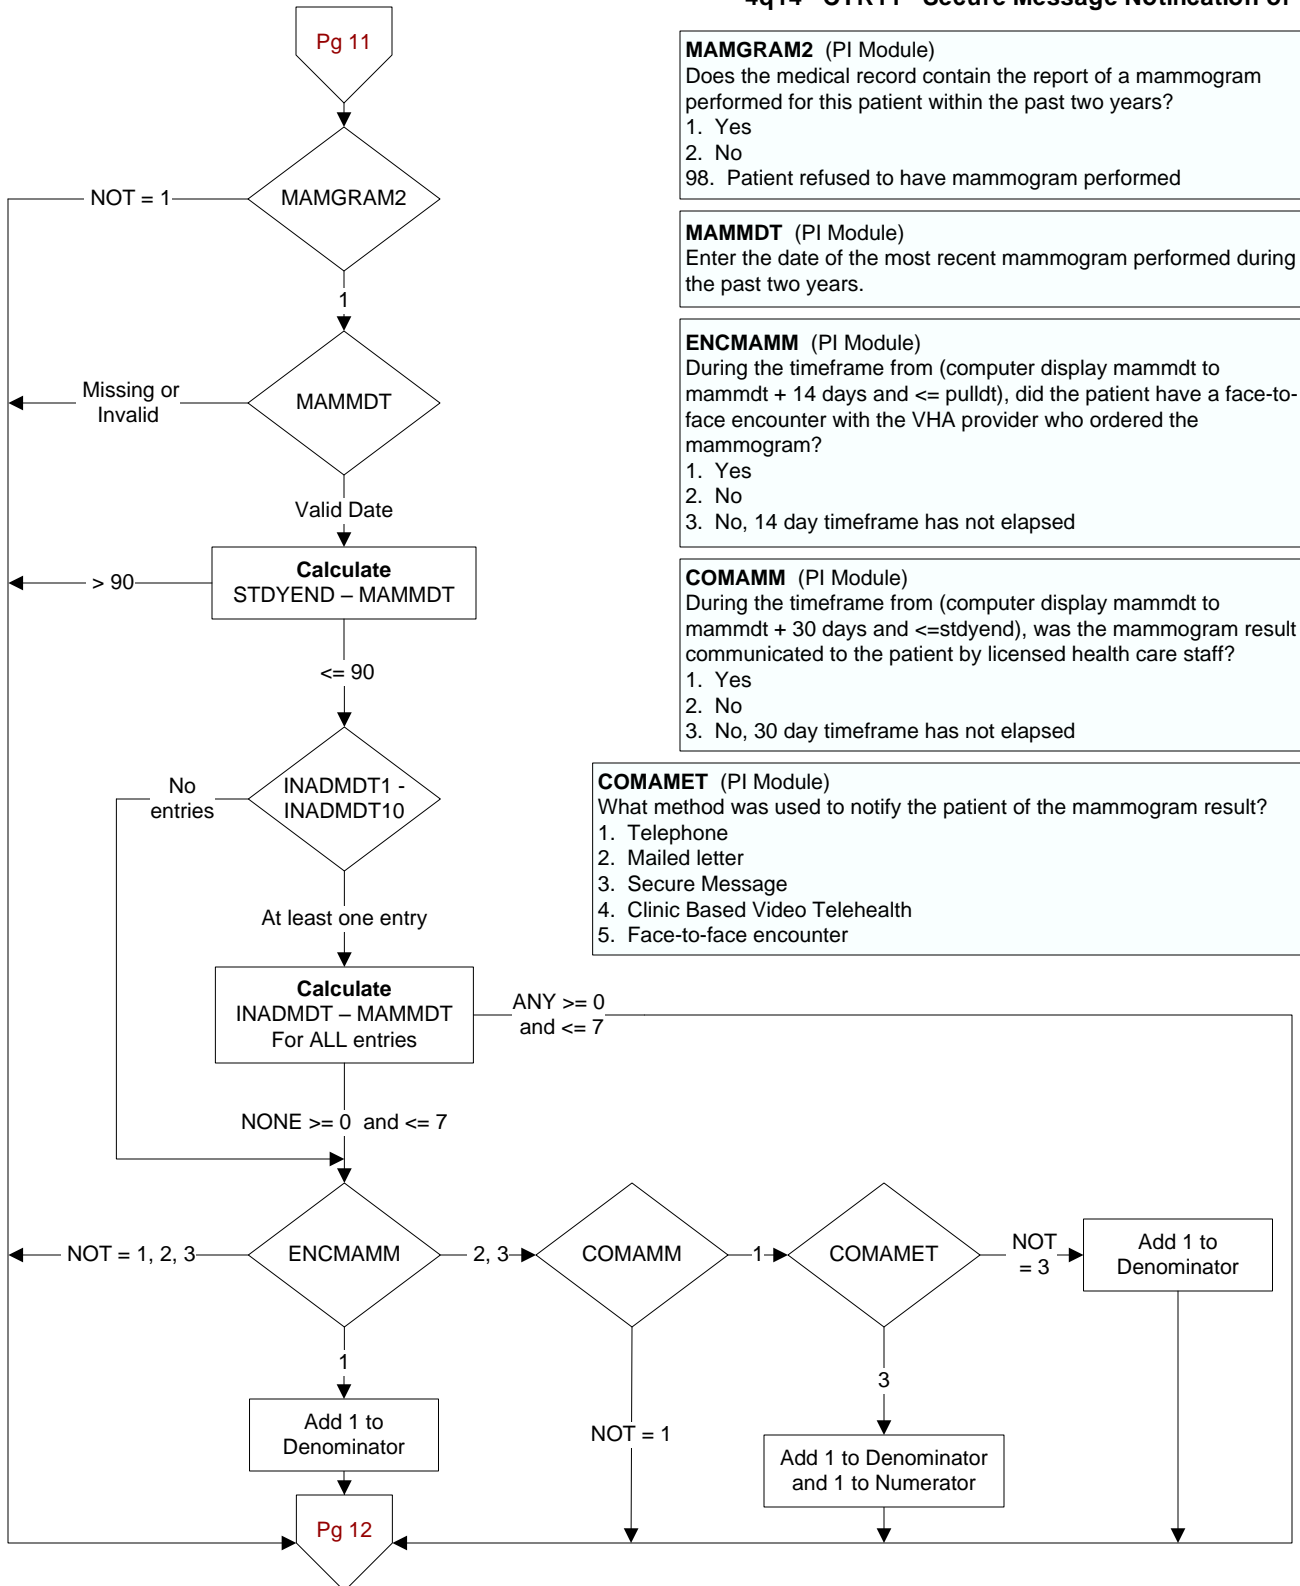 4q14 - CTR11 - Secure Message Notification of
Pg 11
MAMGRAM2 (PI Module)
Does the medical record contain the report of a mammogram
performed for this patient within the past two years?
1. Yes
2. No
98. Patient refused to have mammogram performed
NOT = 1
MAMGRAM2
1
MAMMDT (PI Module)
Enter the date of the most recent mammogram performed during
the past two years.
Missing or
Invalid
MAMMDT
Valid Date
ENCMAMM (PI Module)
During the timeframe from (computer display mammdt to
mammdt + 14 days and <= pulldt), did the patient have a face-to-
face encounter with the VHA provider who ordered the
mammogram?
1. Yes
2. No
3. No, 14 day timeframe has not elapsed
> 90
Calculate
STDYEND – MAMMDT
<= 90
COMAMM (PI Module)
During the timeframe from (computer display mammdt to
mammdt + 30 days and <=stdyend), was the mammogram result
communicated to the patient by licensed health care staff?
1. Yes
2. No
3. No, 30 day timeframe has not elapsed
No
entries
INADMDT1 -
INADMDT10
At least one entry
COMAMET (PI Module)
What method was used to notify the patient of the mammogram result?
1. Telephone
2. Mailed letter
3. Secure Message
4. Clinic Based Video Telehealth
5. Face-to-face encounter
Calculate
INADMDT – MAMMDT
For ALL entries
ANY >= 0
and <= 7
NONE >= 0 and <= 7
NOT = 1, 2, 3
ENCMAMM
2, 3
COMAMM
1
COMAMET
NOT
= 3
Add 1 to
Denominator
1
Add 1 to
Denominator
NOT = 1
3
Add 1 to Denominator
and 1 to Numerator
Pg 12